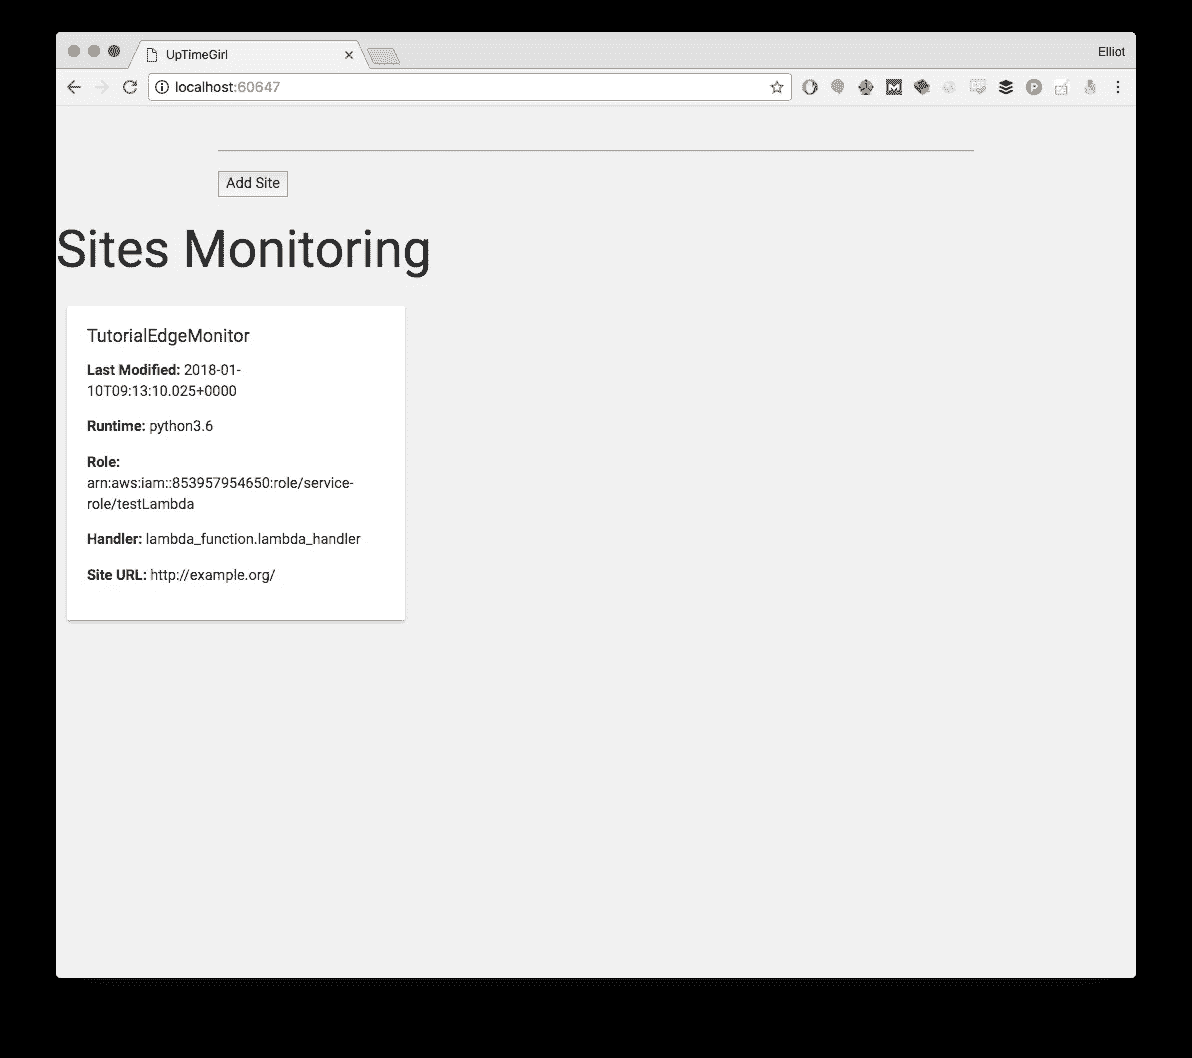 UpTimeGirl
Elliot
localhost:60647
Add Site
Sites Monitoring
TutorialEdgeMonitor
Last Modified: 2018-01-
10T09:13:10.025+0000
Runtime: python3.6
Role:
arn:aws:iam::853957954650:role/service-
role/testLambda
Handler: lambda_function.lambda_handler
Site URL: http://example.org/